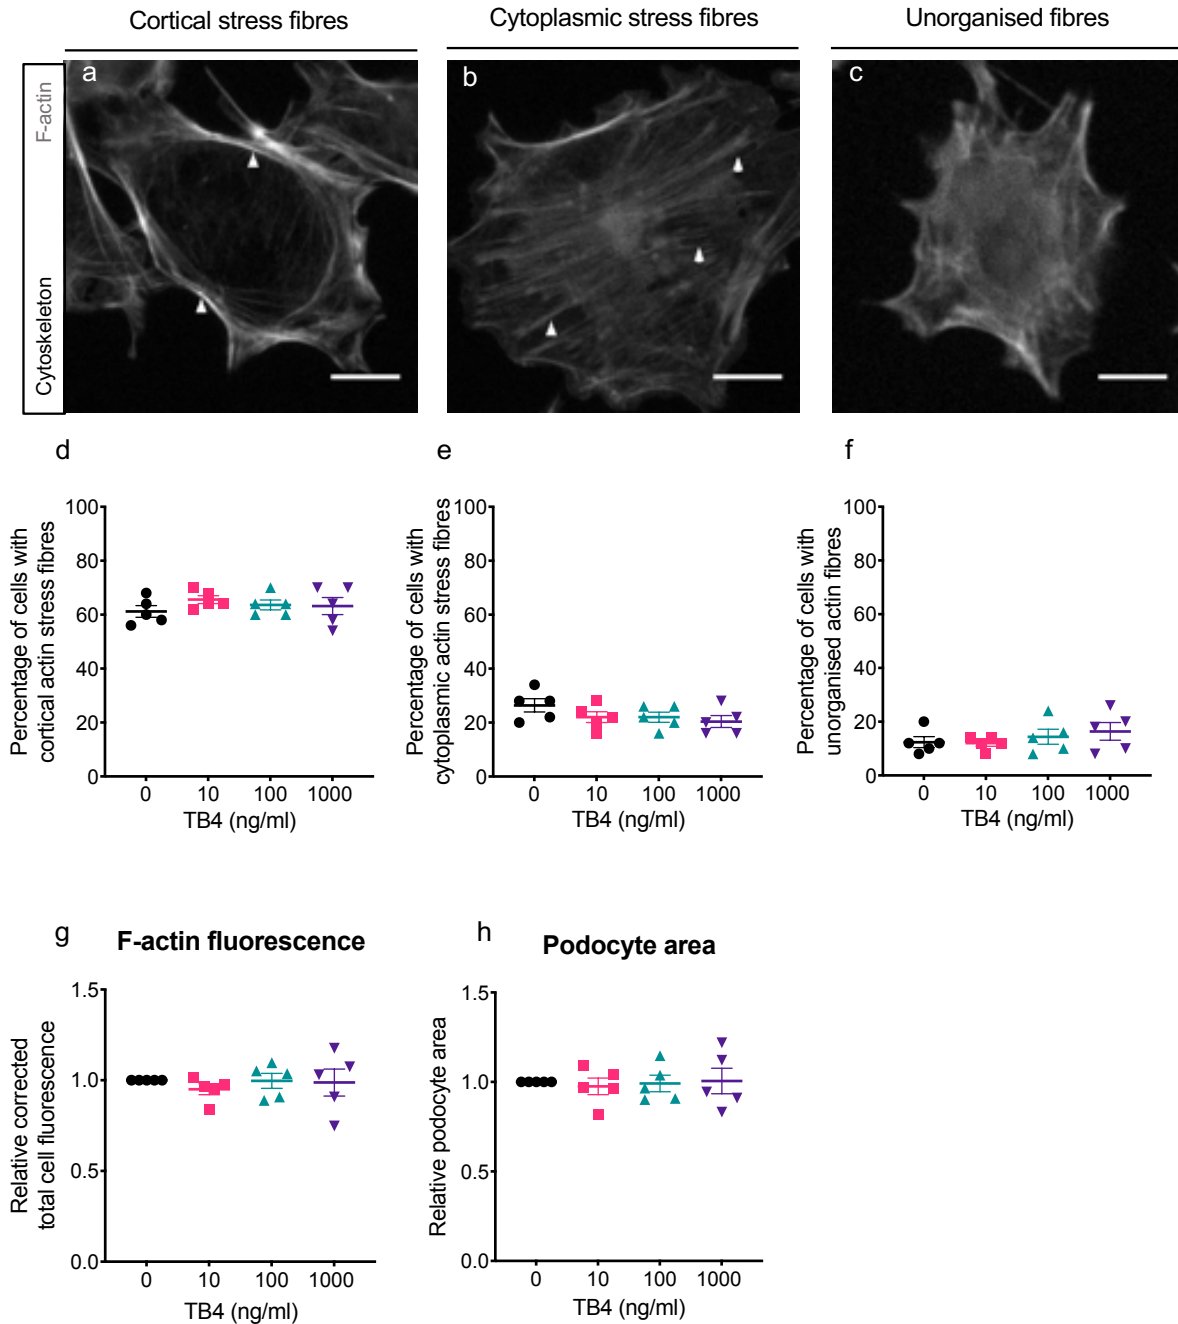 Cortical stress fibres
Cytoplasmic stress fibres
Unorganised fibres
F-actin
Cytoskeleton
a
b
c
d
Percentage of cells with
cortical actin stress fibres
100
80
60
40
20
0
0 10 100 1000
TB4 (ng/ml)
e
Percentage of cells with
cytoplasmic actin stress fibres
100
80
60
40
20
0
0 10 100 1000
TB4 (ng/ml)
f
Percentage of cells with
unorganised actin fibres
100
80
60
40
20
0
0 10 100 1000
TB4 (ng/ml)
g
F-actin fluorescence
Relative corrected
total cell fluorescence
1.5
1.0
0.5
0.0
0 10 100 1000
TB4 (ng/ml)
h
Podocyte area
Relative podocyte area
1.5
1.0
0.5
0.0
0 10 100 1000
TB4 (ng/ml)